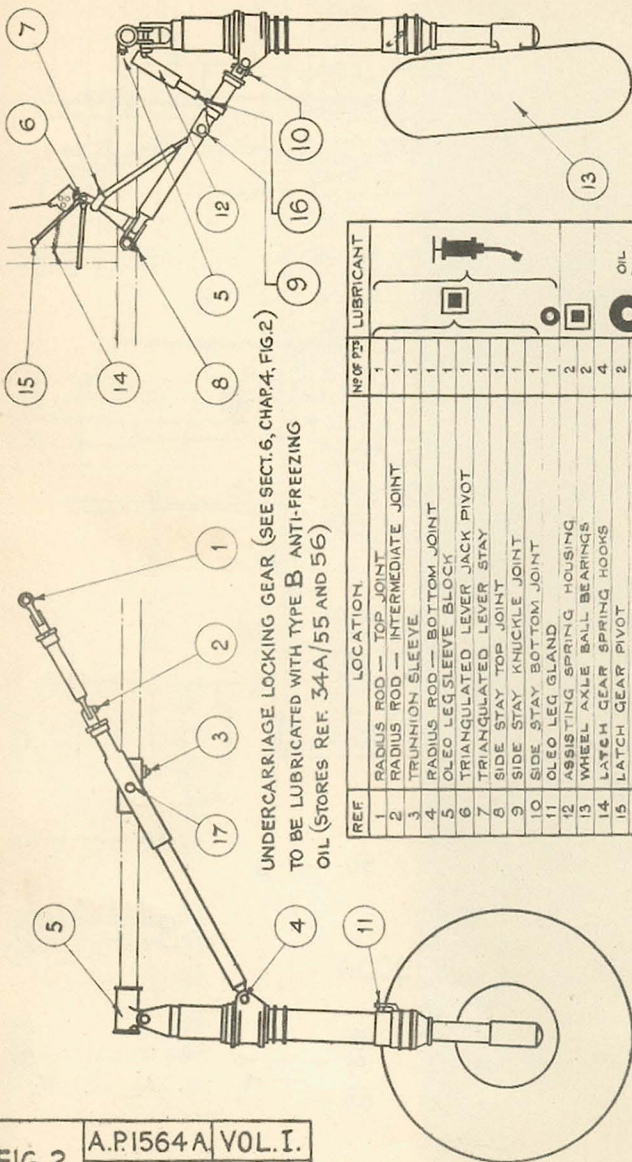 7
6
15
14
5
12
8
9
16
10
13
UNDERCARRIAGE LOCKING GEAR (SEE SECT. 6, CHAP. 4, FIG. 2)
TO BE LUBRICATED WITH TYPE B ANTI-FREEZING
OIL (STORES REF. 34A/55 AND 56)
1
2
3
17
5
4
11
REF. LOCATION. Nº OF PTS LUBRICANT
1 RADIUS ROD — TOP JOINT 1
2 RADIUS ROD — INTERMEDIATE JOINT 1
3 TRUNNION SLEEVE 1
4 RADIUS ROD — BOTTOM JOINT 1
5 OLEO LEG SLEEVE BLOCK 1
6 TRIANGULATED LEVER JACK PIVOT 1
7 TRIANGULATED LEVER STAY 1
8 SIDE STAY TOP JOINT 1
9 SIDE STAY KNUCKLE JOINT 1
10 SIDE STAY BOTTOM JOINT 1
11 OLEO LEG GLAND 1
12 ASSISTING SPRING HOUSING 2
13 WHEEL AXLE BALL BEARINGS 2
14 LATCH GEAR SPRING HOOKS 4
15 LATCH GEAR PIVOT 2 OIL
FIG. 2
A.P.1564A VOL. I.